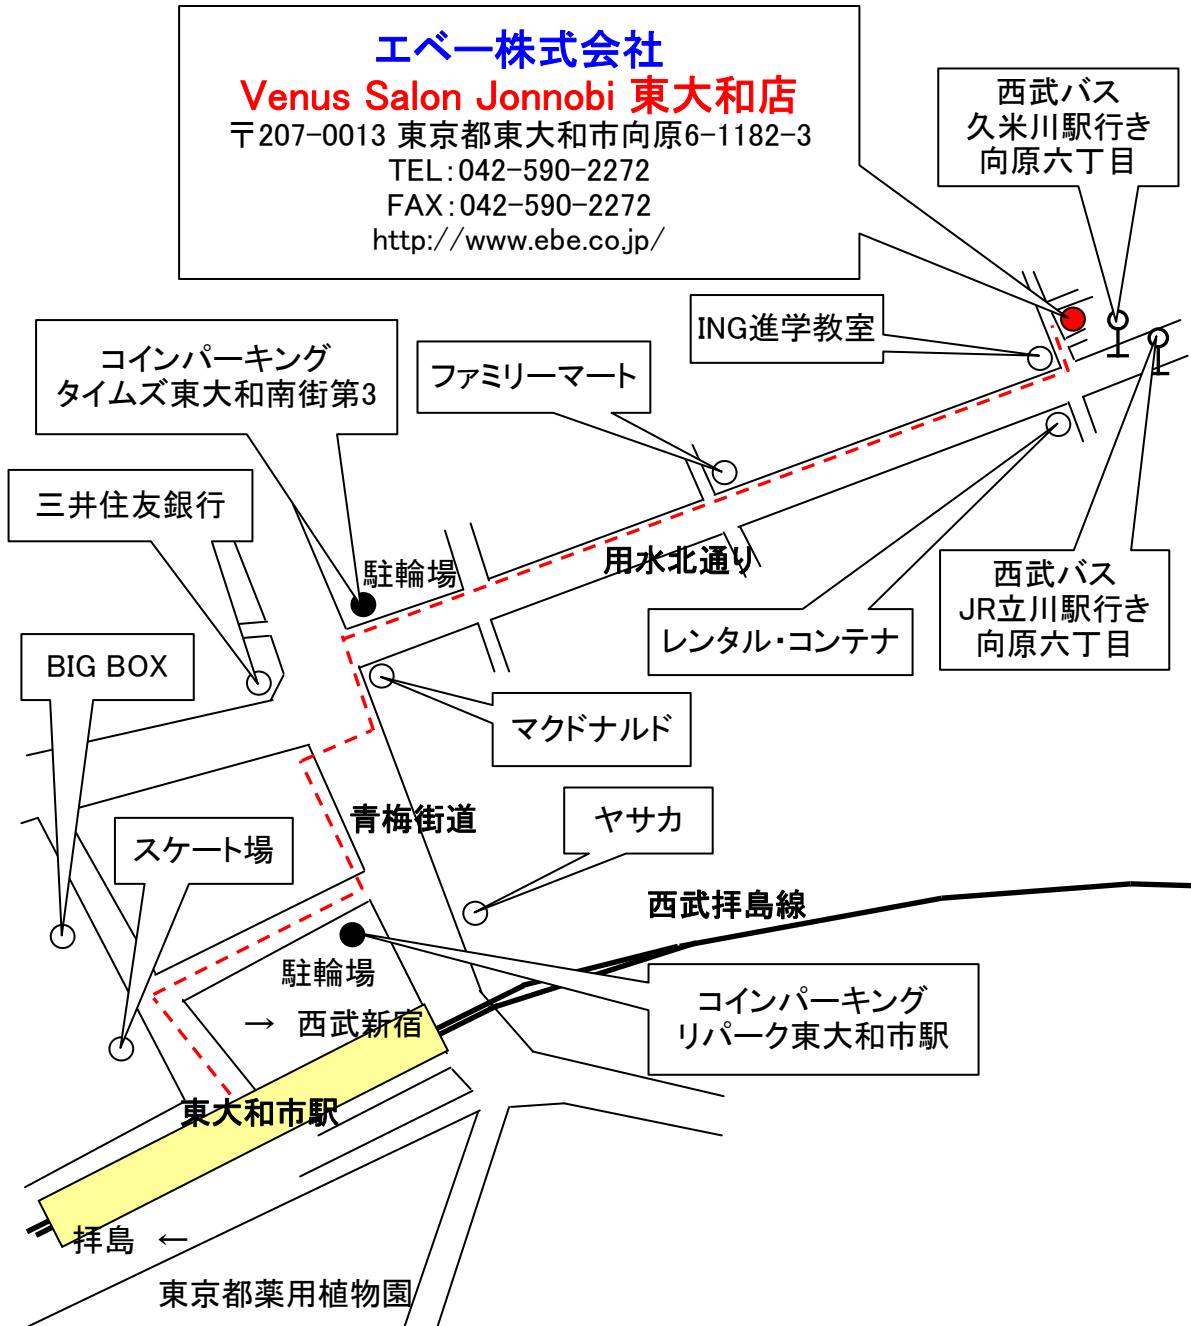 エベー株式会社
Venus Salon Jonnobi 東大和店
〒207-0013 東京都東大和市向原6-1182-3
TEL:042-590-2272
FAX:042-590-2272
http://www.ebe.co.jp/
西武バス
久米川駅行き
向原六丁目
ING進学教室
コインパーキング
タイムズ東大和南街第3
ファミリーマート
三井住友銀行
駐輪場
用水北通り
西武バス
JR立川駅行き
向原六丁目
レンタル・コンテナ
BIG BOX
マクドナルド
青梅街道
ヤサカ
スケート場
西武拝島線
駐輪場
コインパーキング
リパーク東大和市駅
→ 西武新宿
東大和市駅
拝島 ←
東京都薬用植物園